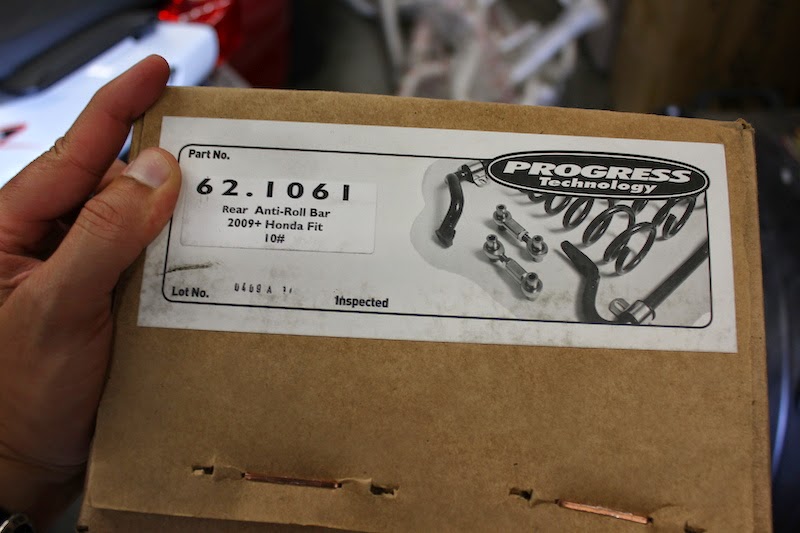 Part No.
PROGRESS
Technology
62.1061
Rear Anti-Roll Bar
2009+ Honda Fit
10#
Lot No.
Inspected